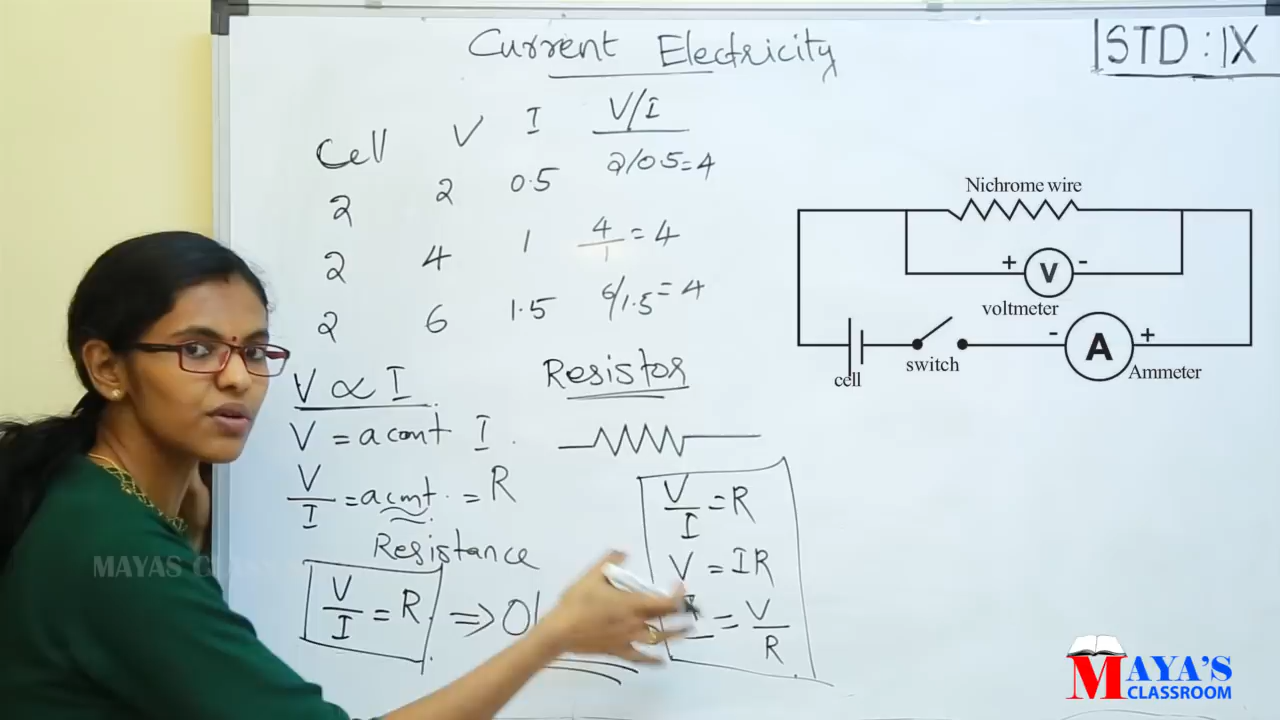 Current Electricity
STD : IX
Cell V I V/I
2 2 0.5 2/0.5=4
2 4 1 4/1 = 4
2 6 1.5 6/1.5 = 4
V ∝ I
V = a cont I.
V/I = a cmt. = R
Resistance
V/I = R ⇒
Resistor
V/I = R
V = IR
= V/R
Nichrome wire
+ V -
voltmeter
- A +
cell
switch
Ammeter
MAYAS
MAYA'S
CLASSROOM